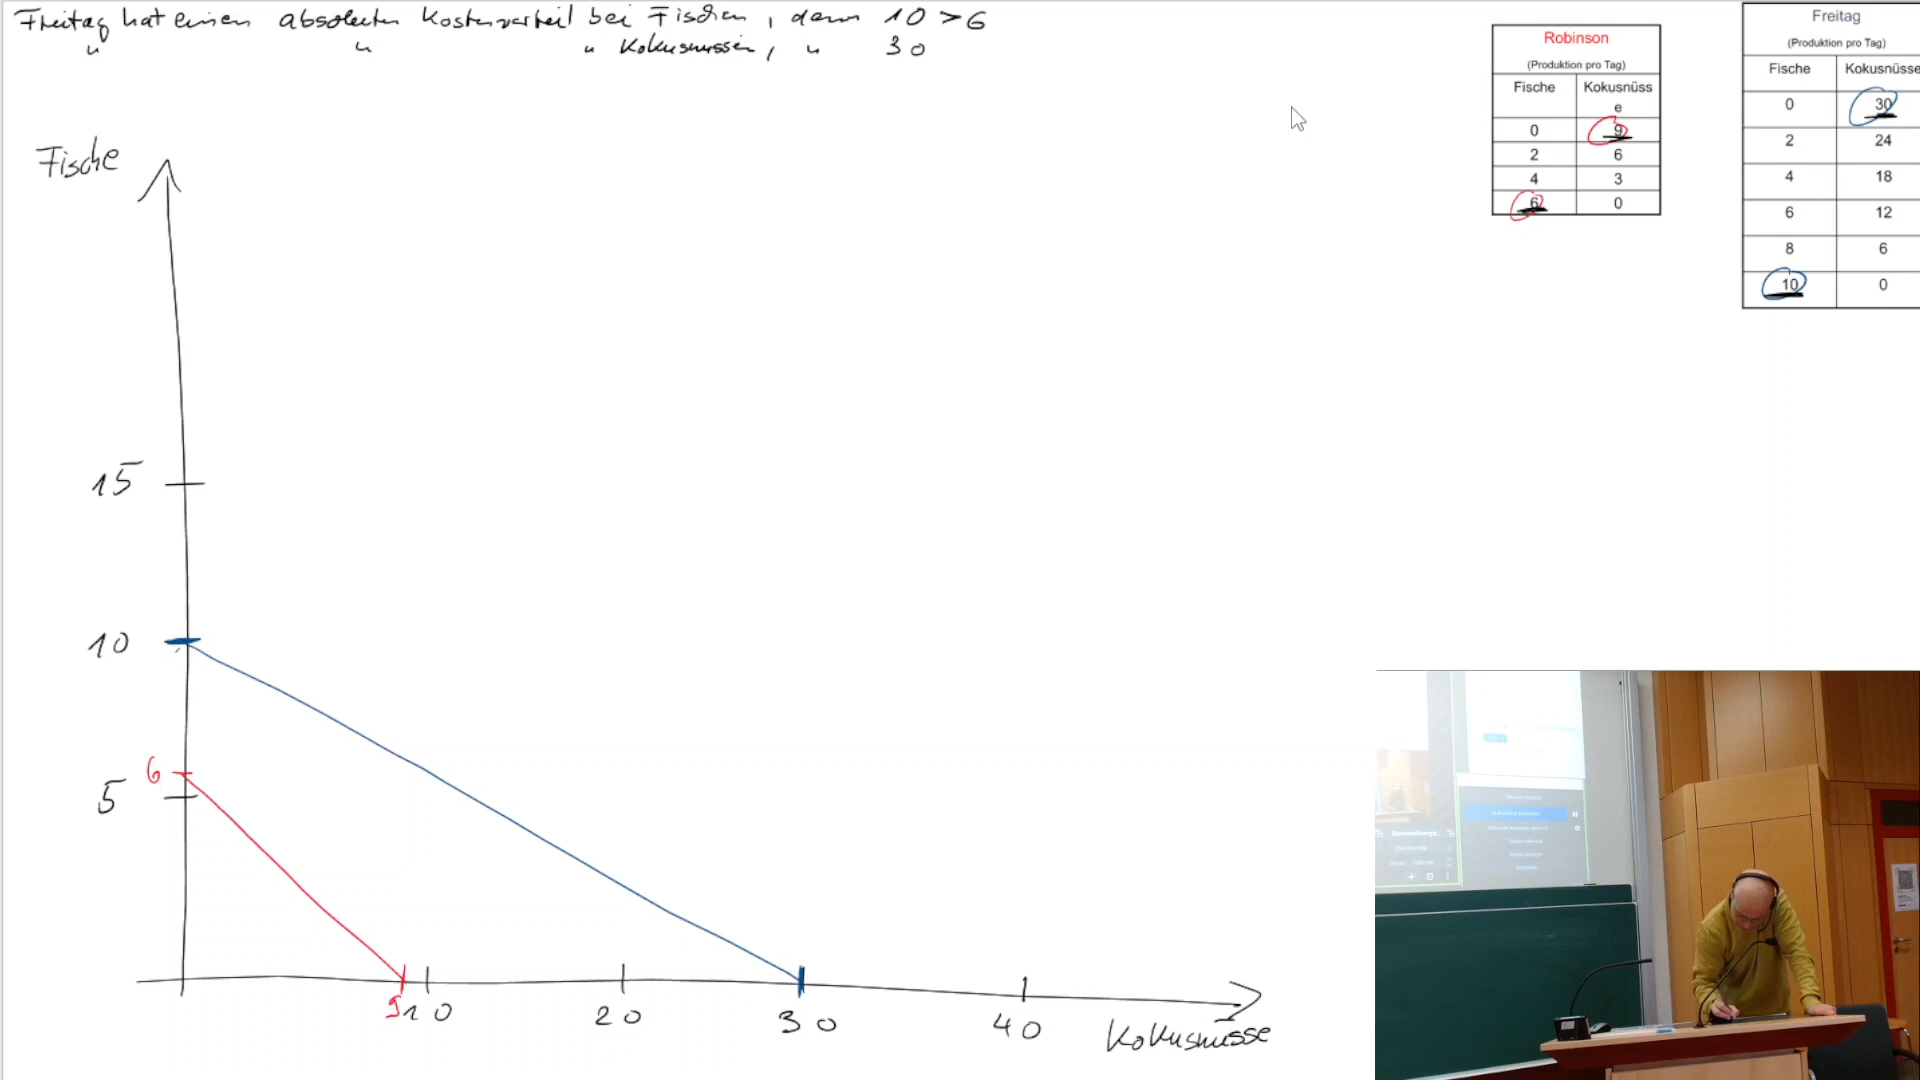 Freitag hat einen absoluten Kostenvorteil bei Fischen, denn 10 > 6
" " " Kokusnüssen, " 30
Fische
15
10
6
5
9
10
20
30
40
Kokusnüsse
Robinson
(Produktion pro Tag)
Fische Kokusnüss
e
0 9
2 6
4 3
6 0
Freitag
(Produktion pro Tag)
Fische Kokusnüsse
0 30
2 24
4 18
6 12
8 6
10 0